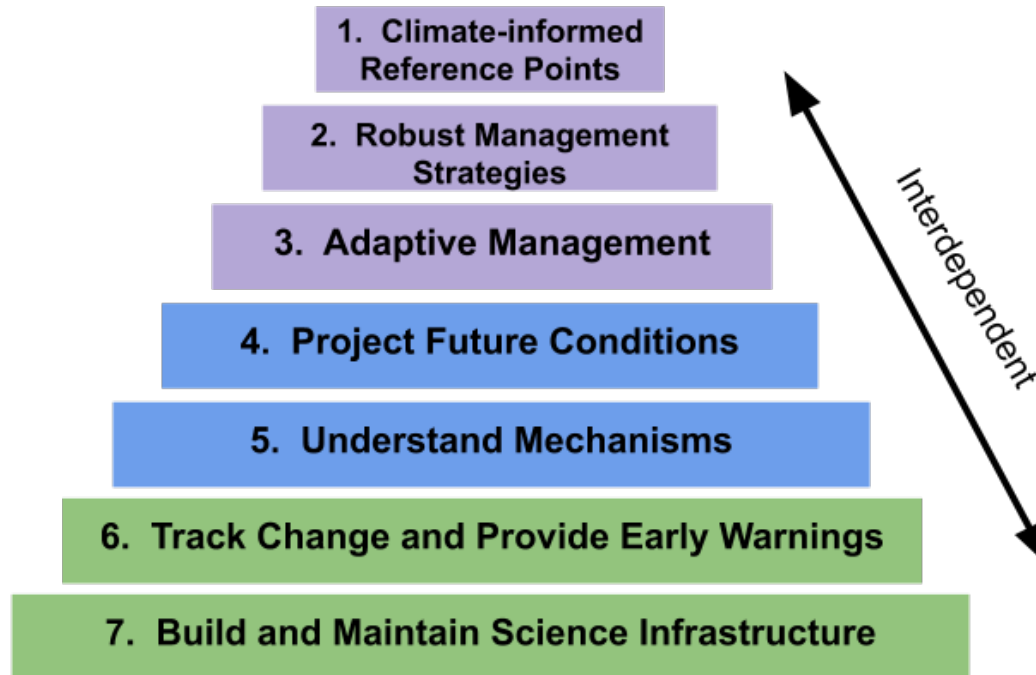 1. Climate-informed
Reference Points
2. Robust Management
Strategies
3. Adaptive Management
4. Project Future Conditions
5. Understand Mechanisms
6. Track Change and Provide Early Warnings
7. Build and Maintain Science Infrastructure
Interdependent